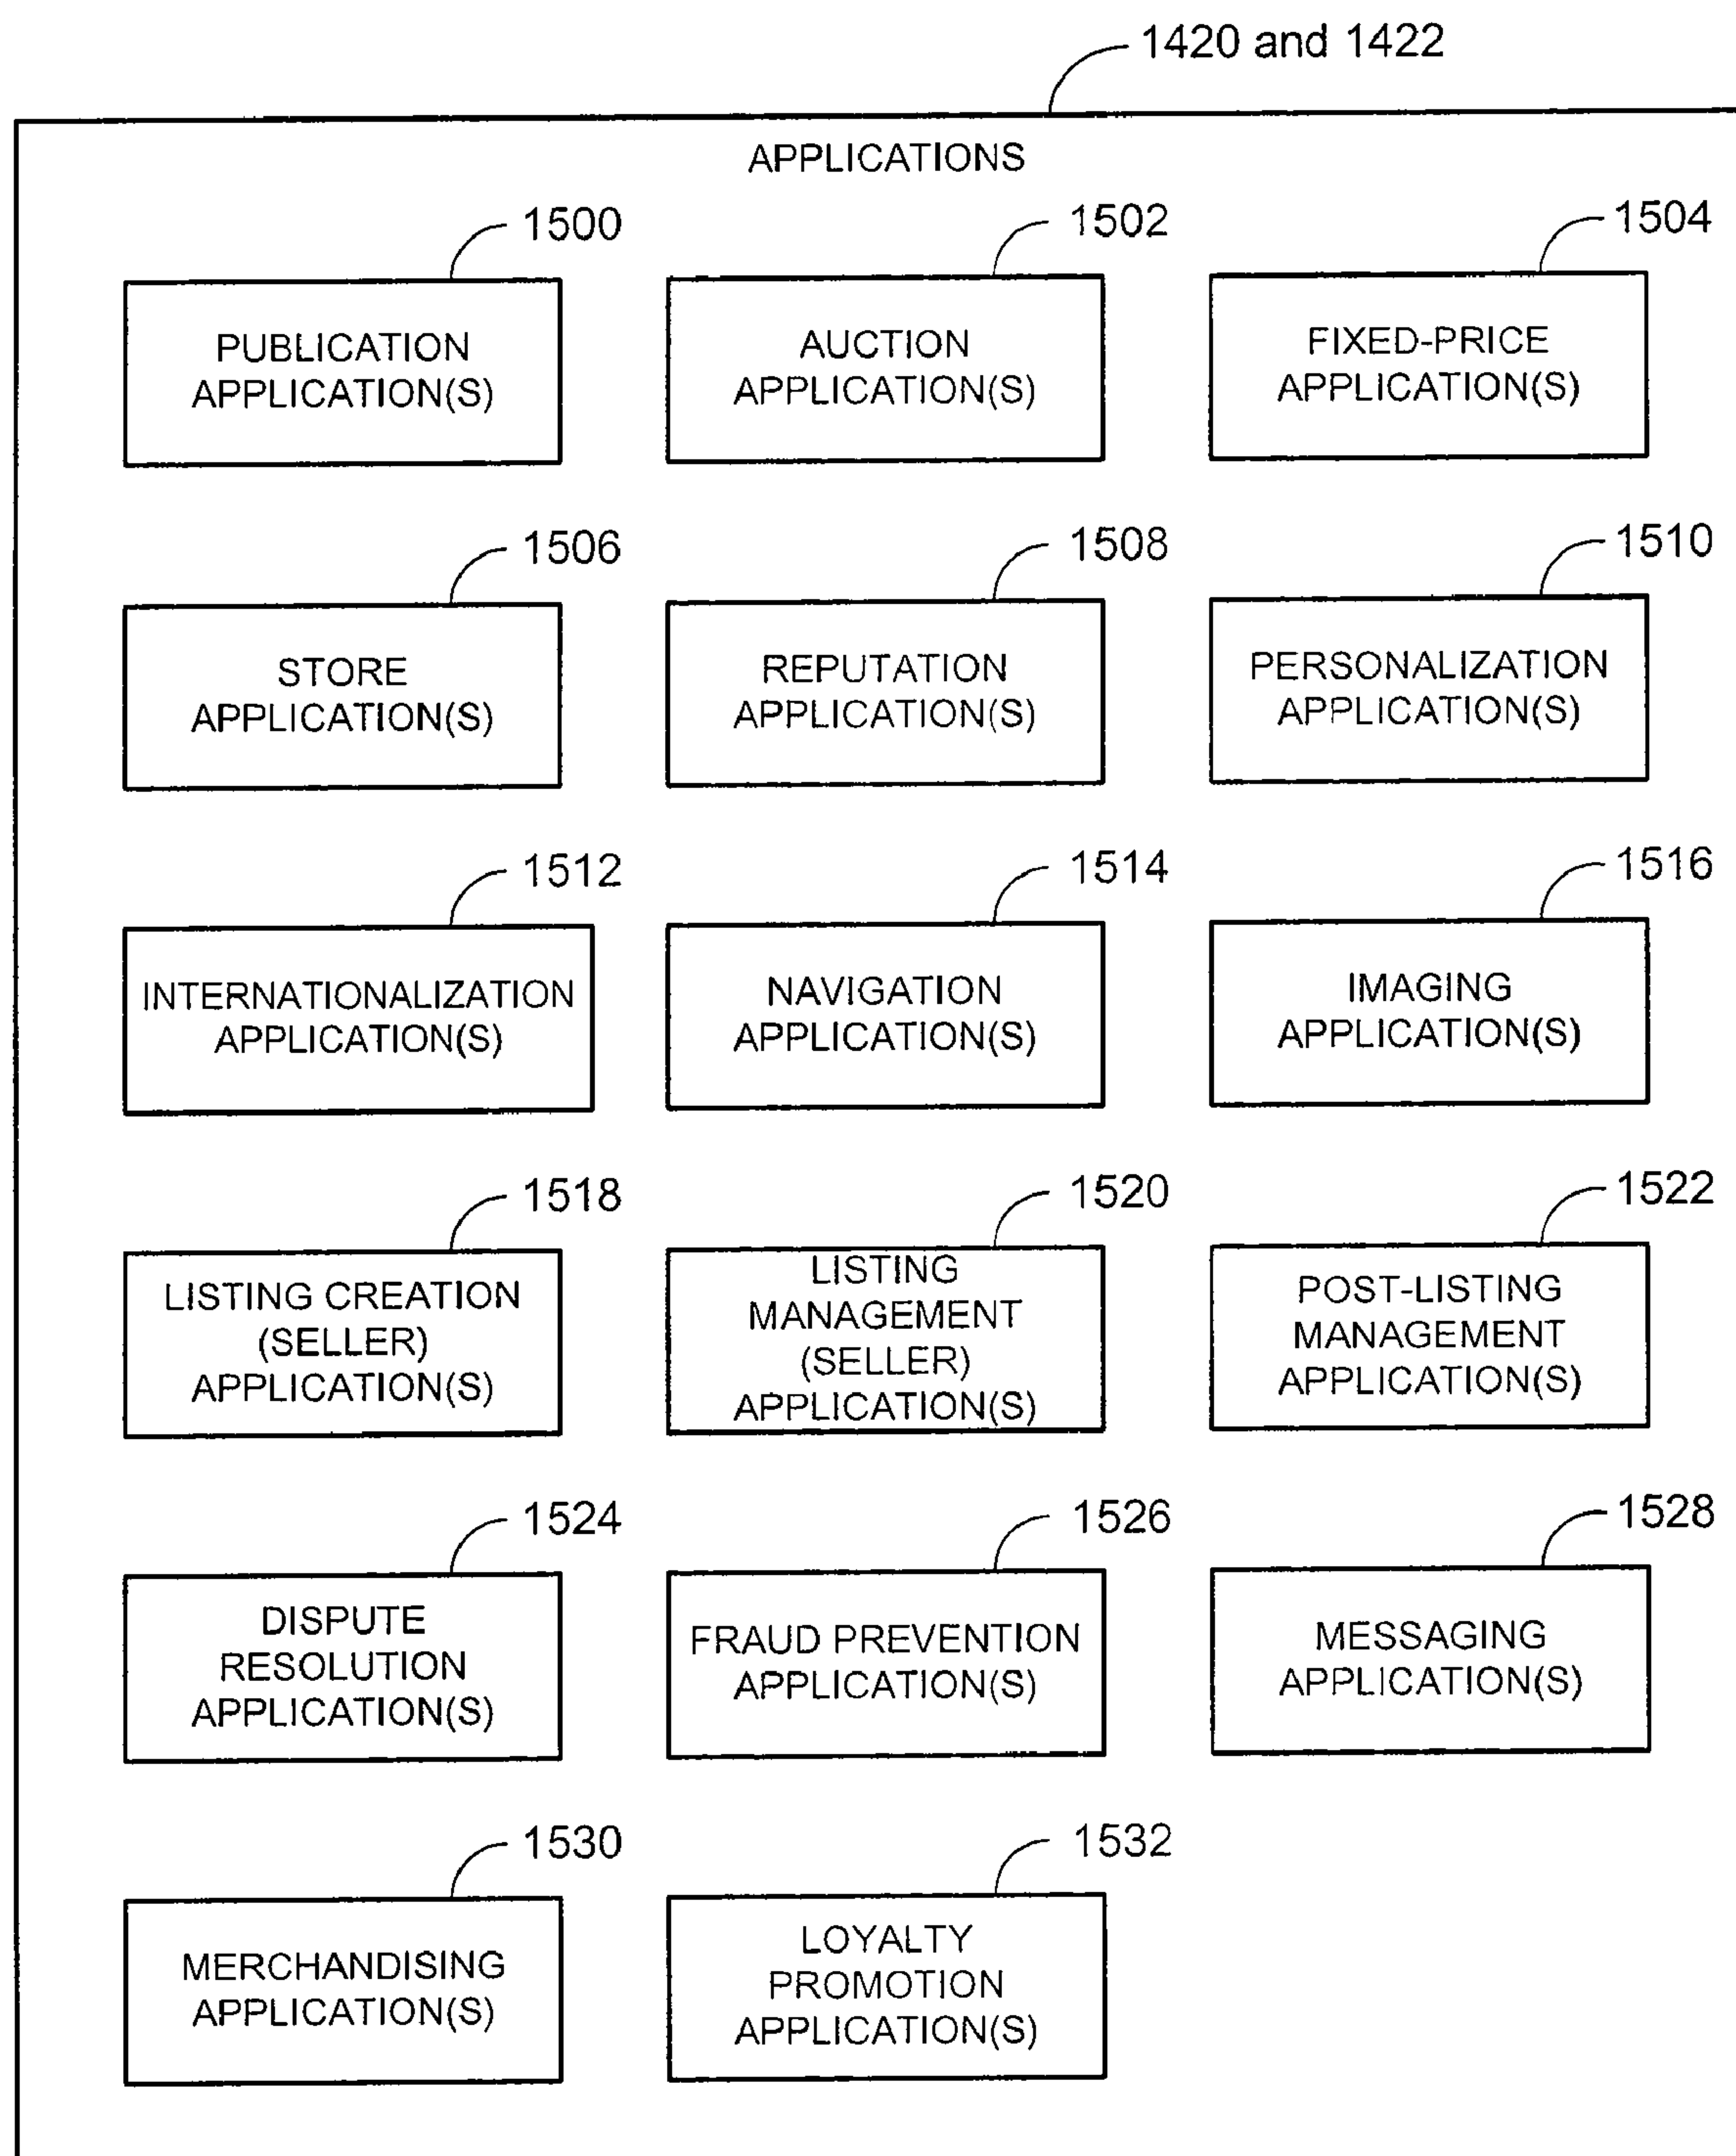 1420 and 1422
APPLICATIONS
1500
PUBLICATION
APPLICATION(S)
1502
AUCTION
APPLICATION(S)
1504
FIXED-PRICE
APPLICATION(S)
1506
STORE
APPLICATION(S)
1508
REPUTATION
APPLICATION(S)
1510
PERSONALIZATION
APPLICATION(S)
1512
INTERNATIONALIZATION
APPLICATION(S)
1514
NAVIGATION
APPLICATION(S)
1516
IMAGING
APPLICATION(S)
1518
LISTING CREATION
(SELLER)
APPLICATION(S)
1520
LISTING
MANAGEMENT
(SELLER)
APPLICATION(S)
1522
POST-LISTING
MANAGEMENT
APPLICATION(S)
1524
DISPUTE
RESOLUTION
APPLICATION(S)
1526
FRAUD PREVENTION
APPLICATION(S)
1528
MESSAGING
APPLICATION(S)
1530
MERCHANDISING
APPLICATION(S)
1532
LOYALTY
PROMOTION
APPLICATION(S)